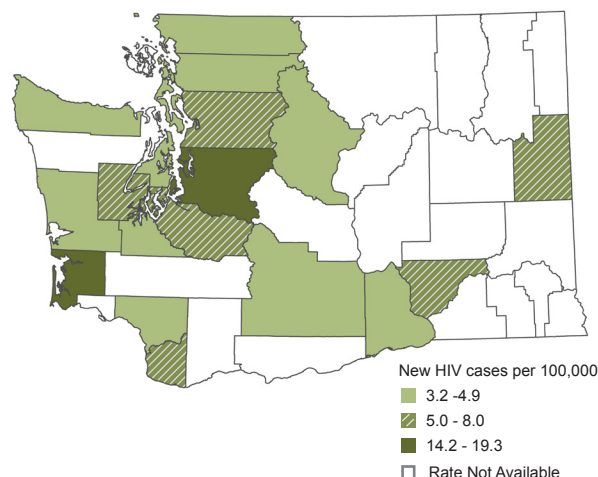 New HIV cases per 100,000
3.2 -4.9
5.0 - 8.0
14.2 - 19.3
Rate Not Available